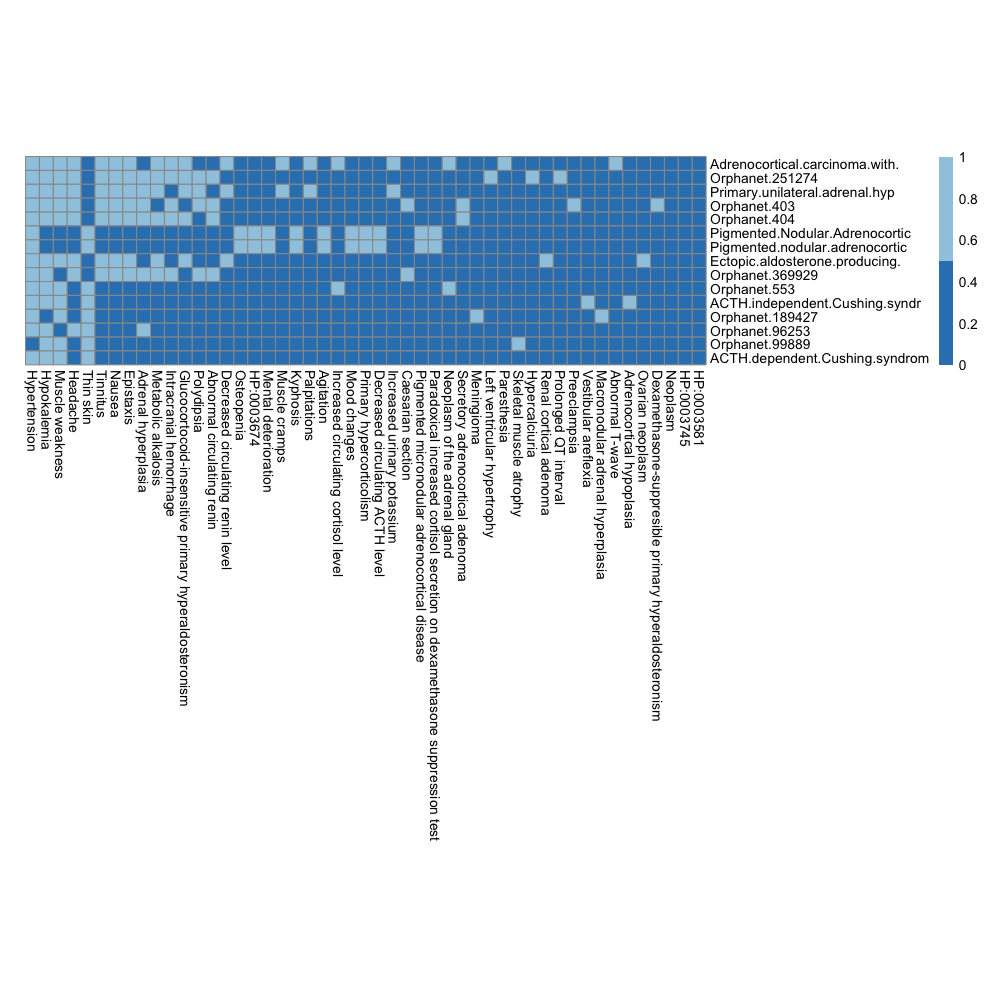 Adrenocortical.carcinoma.with.
Orphanet.251274
Primary.unilateral.adrenal.hyp
Orphanet.403
Orphanet.404
Pigmented.Nodular.Adrenocortic
Pigmented.nodular.adrenocortic
Ectopic.aldosterone.producing.
Orphanet.369929
Orphanet.553
ACTH.independent.Cushing.syndr
Orphanet.189427
Orphanet.96253
Orphanet.99889
ACTH.dependent.Cushing.syndrom
1
0.8
0.6
0.4
0.2
0
Hypertension
Hypokalemia
Muscle weakness
Headache
Thin skin
Tinnitus
Nausea
Epistaxis
Adrenal hyperplasia
Metabolic alkalosis
Intracranial hemorrhage
Glucocortocoid-insensitive primary hyperaldosteronism
Polydipsia
Abnormal circulating renin
Decreased circulating renin level
Osteopenia
HP:0003674
Mental deterioration
Muscle cramps
Kyphosis
Palpitations
Agitation
Increased circulating cortisol level
Mood changes
Primary hypercorticolism
Decreased circulating ACTH level
Increased urinary potassium
Caesarian section
Pigmented micronodular adrenocortical disease
Paradoxical increased cortisol secretion on dexamethasone suppression test
Neoplasm of the adrenal gland
Secretory adrenocortical adenoma
Meningioma
Left ventricular hypertrophy
Paresthesia
Skeletal muscle atrophy
Hypercalciuria
Renal cortical adenoma
Prolonged QT interval
Preeclampsia
Vestibular areflexia
Macronodular adrenal hyperplasia
Abnormal T-wave
Adrenocortical hypoplasia
Ovarian neoplasm
Dexamethasone-suppresible primary hyperaldosteronism
Neoplasm
HP:0003745
HP:0003581